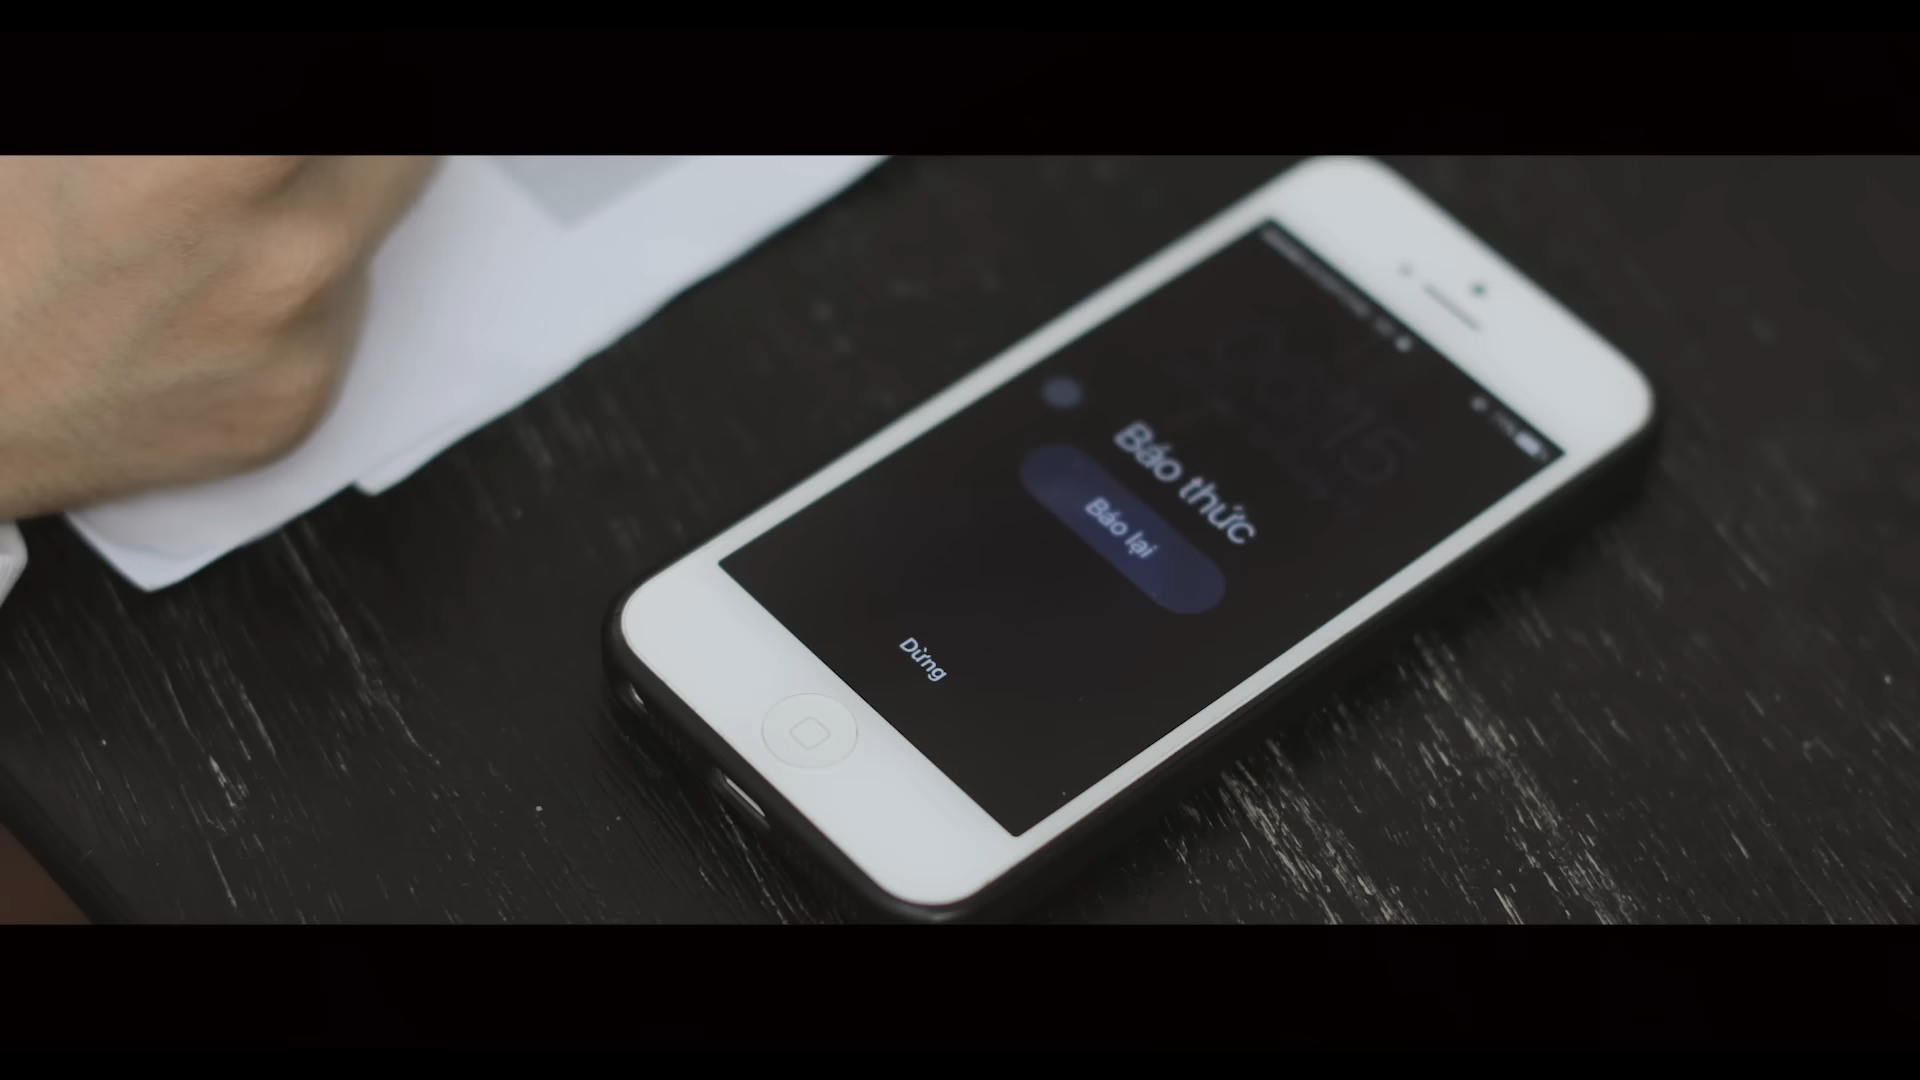 Báo thức
Báo lại
Dừng